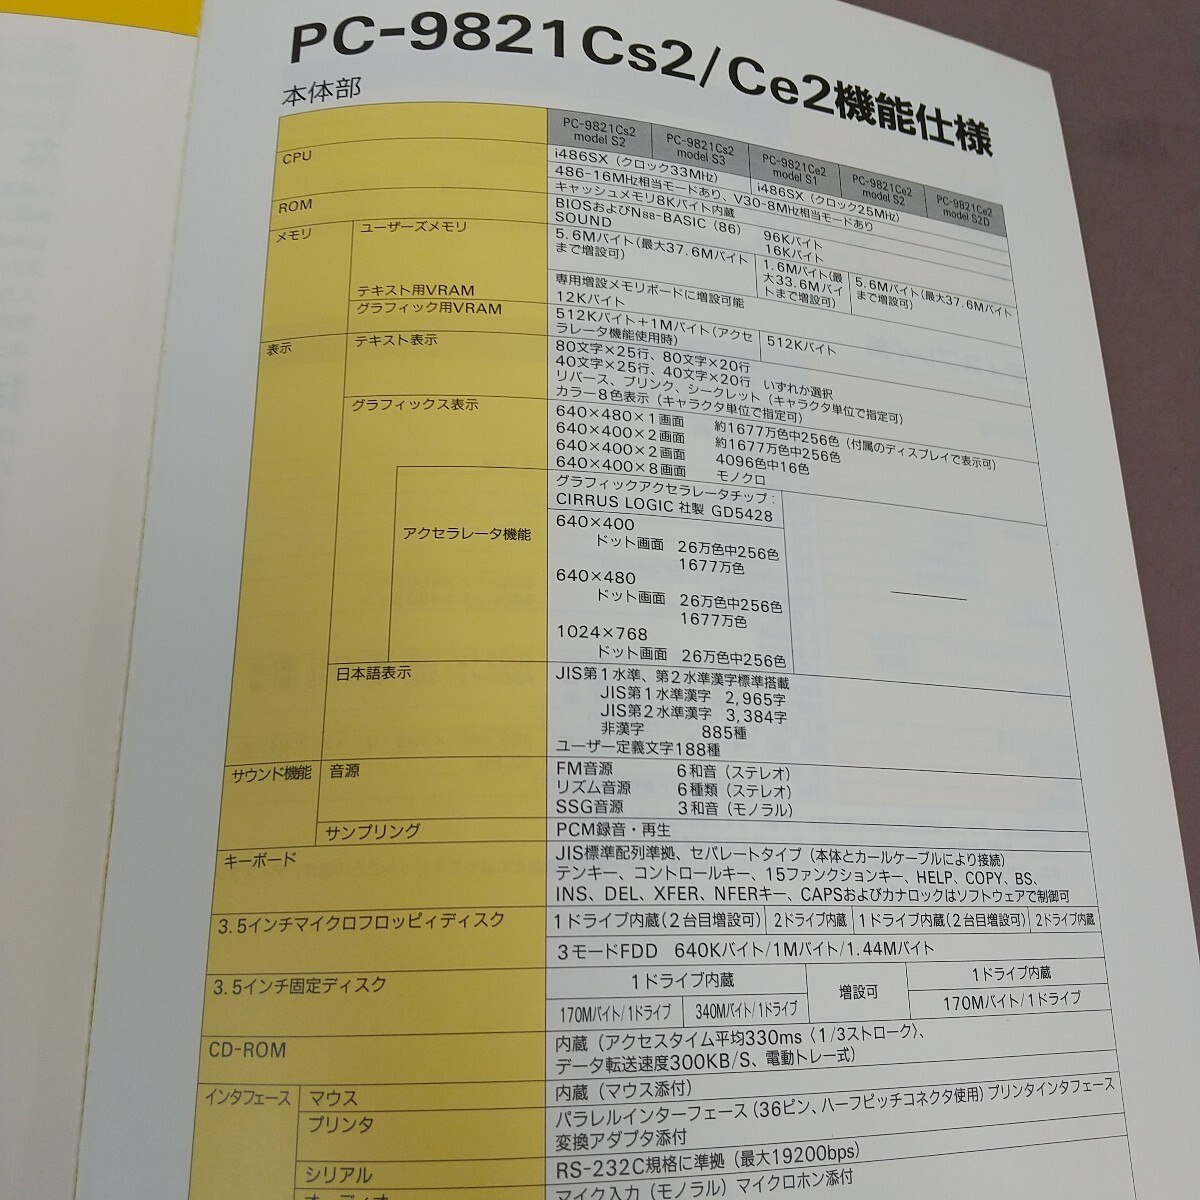 PC-9821Cs2/Ce2機能仕様
本体部
PC-9821Cs2 model S2
PC-9821Cs2 model S3
PC-9821Ce2 model S1
PC-9821Ce2 model S2
PC-9821Ce2 model S2D
CPU
i486SX（クロック33MHz）
i486SX（クロック25MHz）
486-16MHz相当モードあり、V30-8MHz相当モードあり
キャッシュメモリ8Kバイト内蔵
ROM
BIOSおよびN88-BASIC（86） 96Kバイト
SOUND 16Kバイト
メモリ
ユーザーズメモリ
5.6Mバイト（最大37.6Mバイト
まで増設可）
1.6Mバイト（最
大33.6Mバイ
トまで増設可）
5.6Mバイト（最大37.6Mバイト
まで増設可）
専用増設メモリボードに増設可能
テキスト用VRAM
12Kバイト
グラフィック用VRAM
512Kバイト＋1Mバイト（アクセ
ラレータ機能使用時）
512Kバイト
表示
テキスト表示
80文字×25行、80文字×20行
40文字×25行、40文字×20行 いずれか選択
リバース、ブリンク、シークレット（キャラクタ単位で指定可）
カラー8色表示（キャラクタ単位で指定可）
グラフィックス表示
640×480×1画面 約1677万色中256色（付属のディスプレイで表示可）
640×400×2画面 約1677万色中256色
640×400×2画面 4096色中16色
640×400×8画面 モノクロ
アクセラレータ機能
グラフィックアクセラレータチップ：
CIRRUS LOGIC 社製 GD5428
640×400
ドット画面 26万色中256色
1677万色
640×480
ドット画面 26万色中256色
1677万色
1024×768
ドット画面 26万色中256色
日本語表示
JIS第1水準、第2水準漢字標準搭載
JIS第1水準漢字 2,965字
JIS第2水準漢字 3,384字
非漢字 885種
ユーザー定義文字188種
サウンド機能
音源
FM音源 6和音（ステレオ）
リズム音源 6種類（ステレオ）
SSG音源 3和音（モノラル）
サンプリング
PCM録音・再生
キーボード
JIS標準配列準拠、セパレートタイプ（本体とカールケーブルにより接続）
テンキー、コントロールキー、15ファンクションキー、HELP、COPY、BS、
INS、DEL、XFER、NFERキー、CAPSおよびカナロックはソフトウェアで制御可
3.5インチマイクロフロッピィディスク
1ドライブ内蔵（2台目増設可）
2ドライブ内蔵
1ドライブ内蔵（2台目増設可）
2ドライブ内蔵
3モードFDD 640Kバイト/1Mバイト/1.44Mバイト
3.5インチ固定ディスク
1ドライブ内蔵
増設可
1ドライブ内蔵
170Mバイト/1ドライブ
340Mバイト/1ドライブ
170Mバイト/1ドライブ
CD-ROM
内蔵（アクセスタイム平均330ms〈1/3ストローク〉、
データ転送速度300KB/S、電動トレー式）
インタフェース
マウス
内蔵（マウス添付）
プリンタ
パラレルインターフェース（36ピン、ハーフピッチコネクタ使用）プリンタインタフェース
変換アダプタ添付
シリアル
RS-232C規格に準拠（最大19200bps）
オーディオ
マイク入力（モノラル）マイクロホン添付